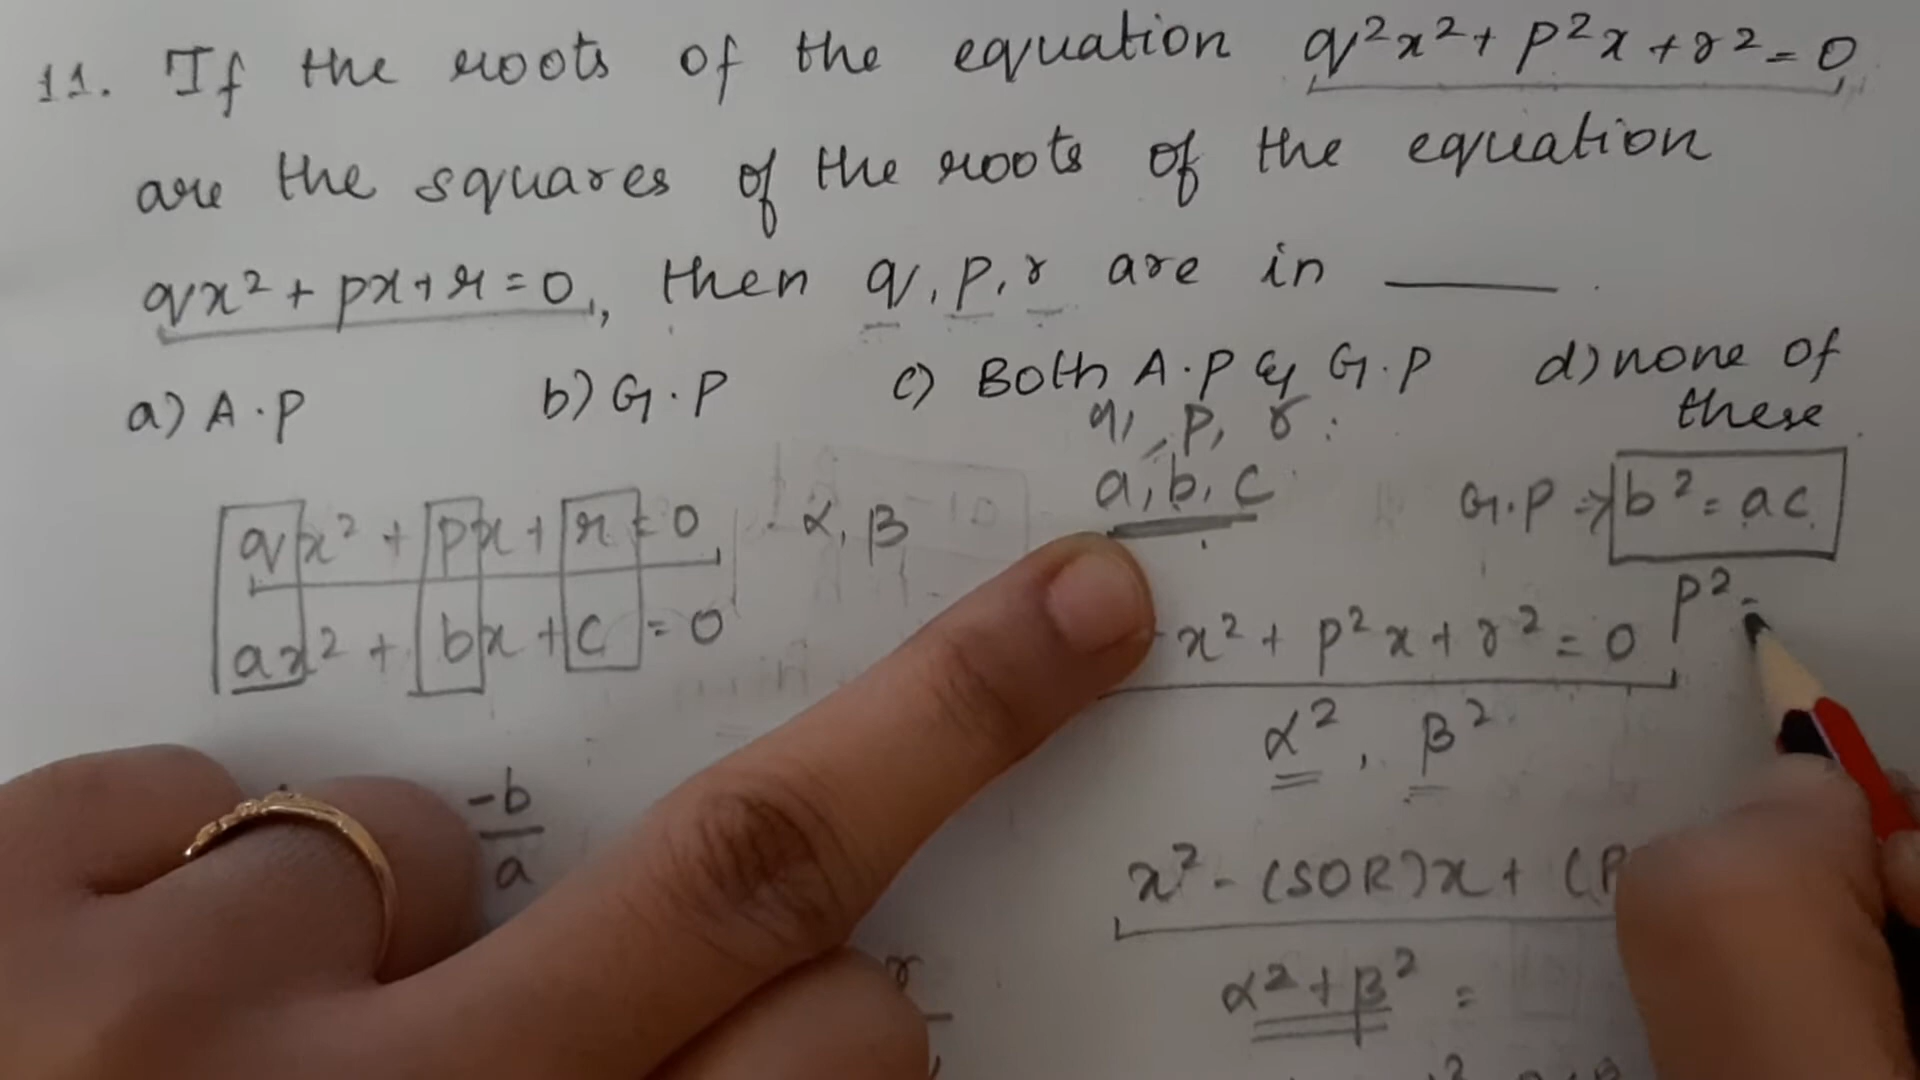 11. If the roots of the equation q²x² + p²x + r² = 0
are the squares of the roots of the equation
qx² + px + r = 0, then q, p, r are in ____.
a) A.P b) G.P c) Both A.P & G.P d) none of
these
q, p, r
a, b, c
G.P ⇒ b² = ac
qx² + px + r = 0 α, β
ax² + bx + c = 0
x² + p²x + r² = 0
p² =
α², β²
-b
a
x² - (SOR)x + (P
r
α² + β² =